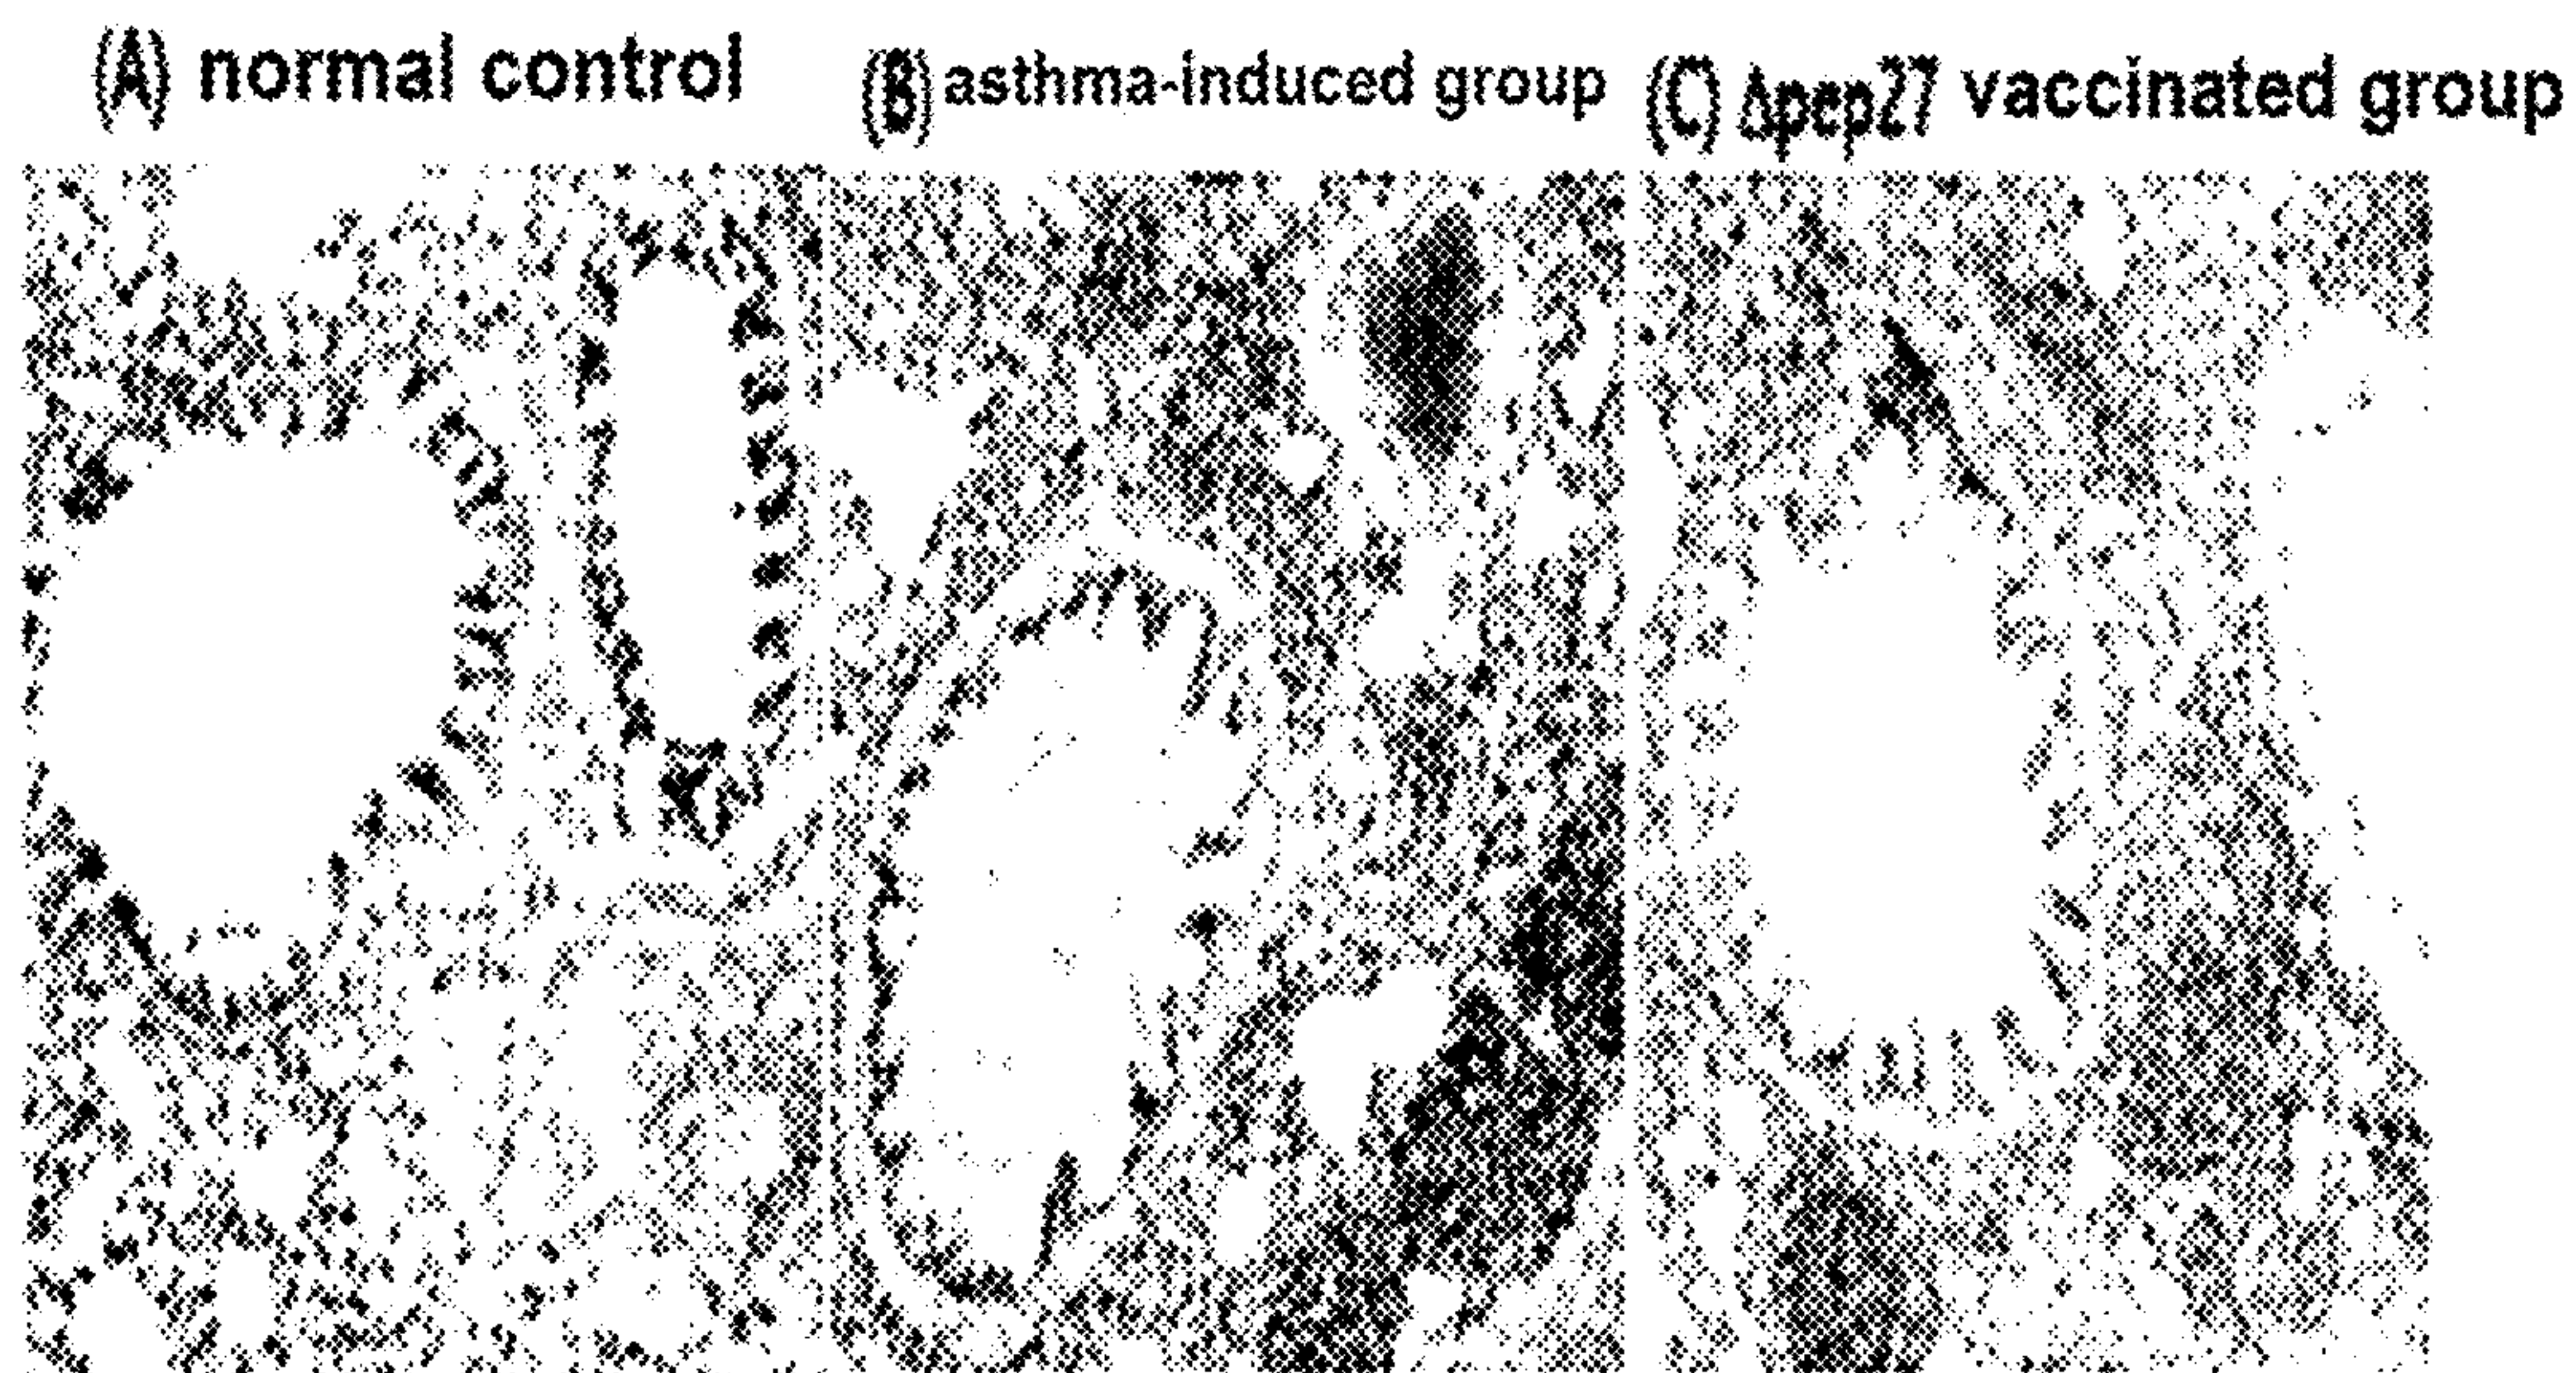 (A) normal control
(B) asthma-induced group
(C) Δpep27 vaccinated group